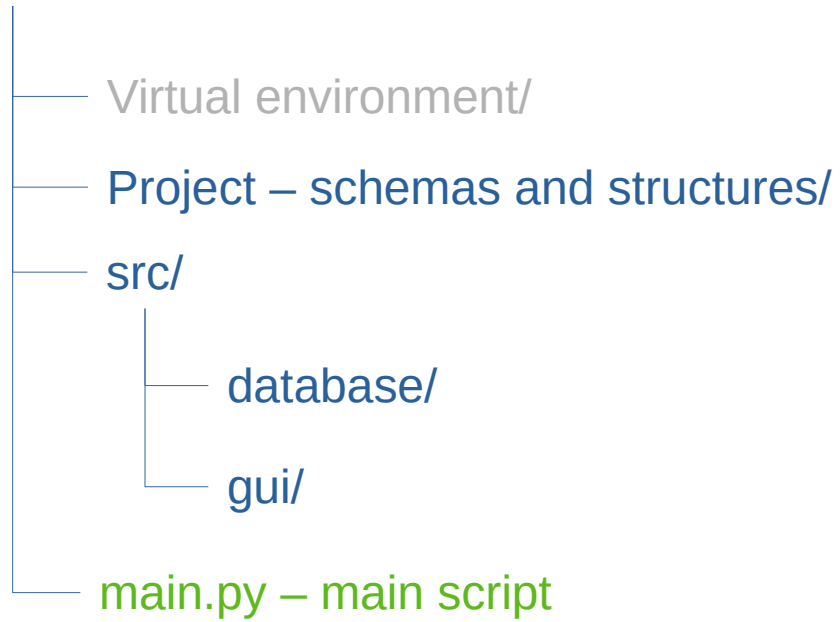 Virtual environment/
Project – schemas and structures/
src/
database/
gui/
main.py – main script